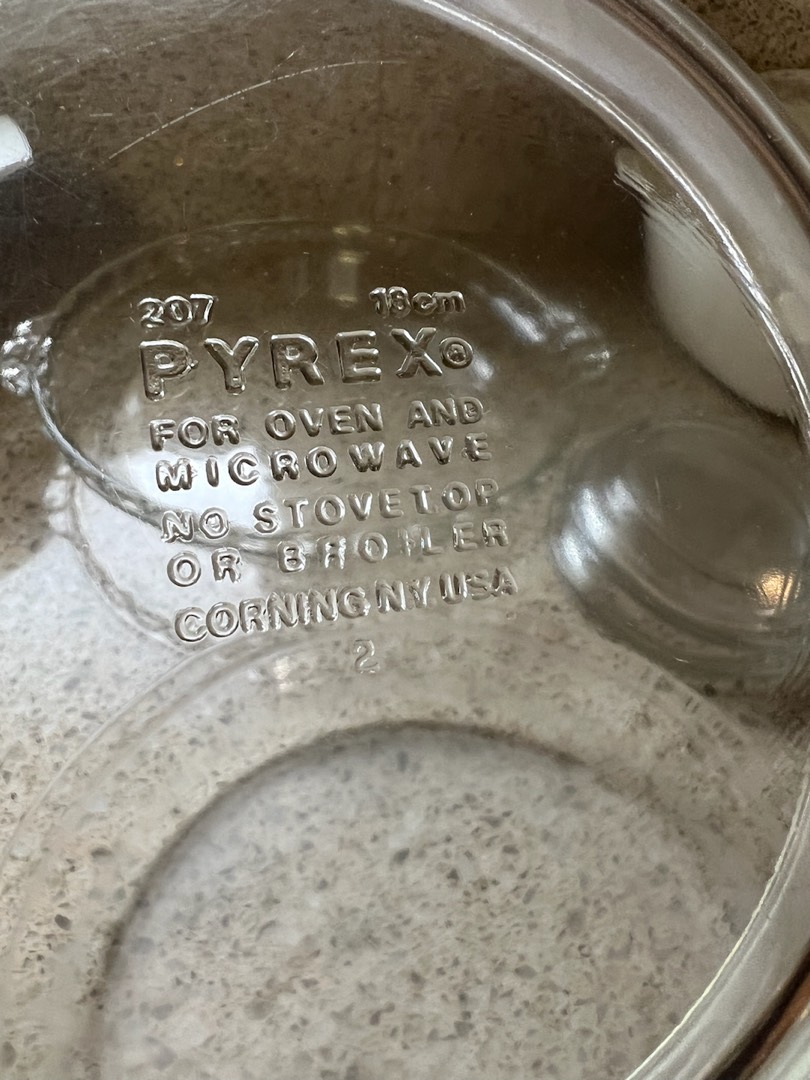 207 18cm
PYREX®
FOR OVEN AND
MICROWAVE
NO STOVETOP
OR BROILER
CORNING NY USA
2